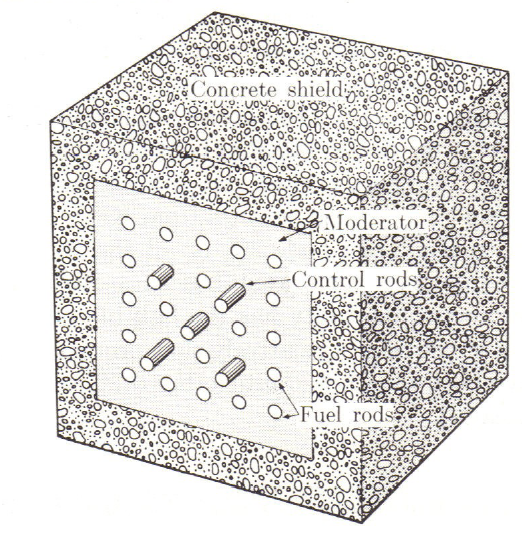 Concrete shield
Moderator
Control rods
Fuel rods